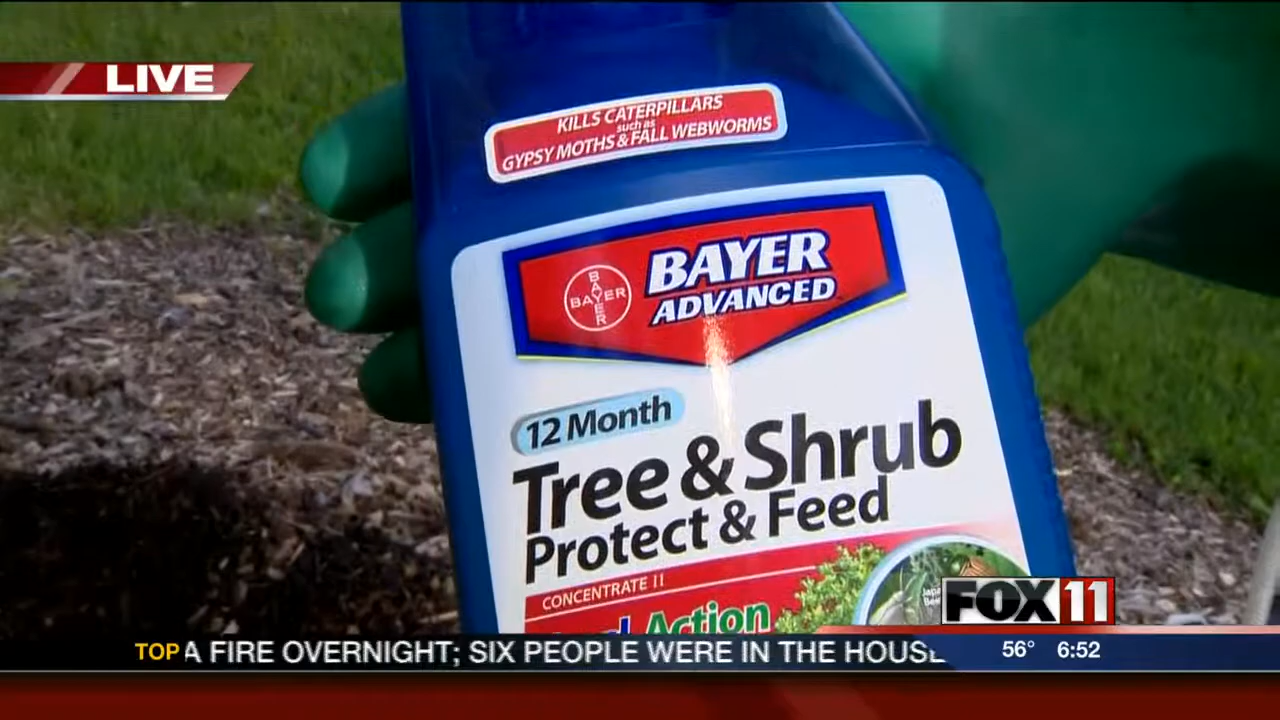 LIVE
KILLS CATERPILLARS
such as
GYPSY MOTHS & FALL WEBWORMS
BAYER
BAYER
BAYER
ADVANCED
12 Month
Tree & Shrub
Protect & Feed
CONCENTRATE II
Action
FOX 11
TOP A FIRE OVERNIGHT; SIX PEOPLE WERE IN THE HOUSE
56° 6:52